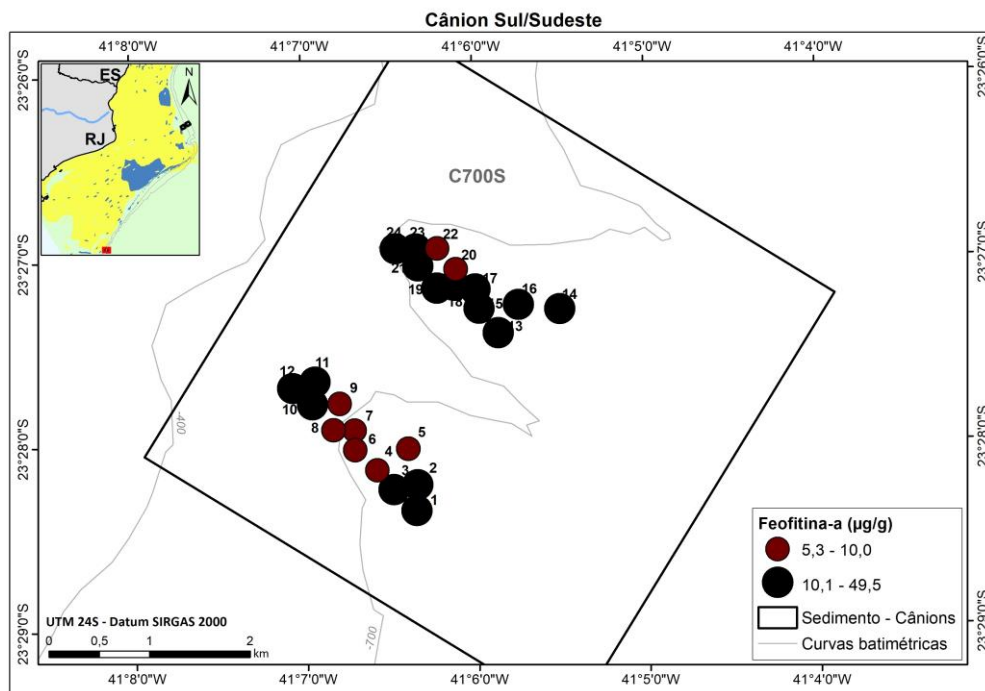 Cânion Sul/Sudeste
41°8'0"W 41°7'0"W 41°6'0"W 41°5'0"W 41°4'0"W
23°26'0"S 23°26'0"S
ES
N
RJ
C700S
24 23 22
21 20
19 18 17
15 16 14
13
23°27'0"S 23°27'0"S
12 11
10 9
8 7
6 5
4
3 2
1
-400
23°28'0"S 23°28'0"S
Feofitina-a (µg/g)
5,3 - 10,0
10,1 - 49,5
Sedimento - Cânions
Curvas batimétricas
UTM 24S - Datum SIRGAS 2000
0 0,5 1 2
km
-700
23°29'0"S 23°29'0"S
41°8'0"W 41°7'0"W 41°6'0"W 41°5'0"W 41°4'0"W